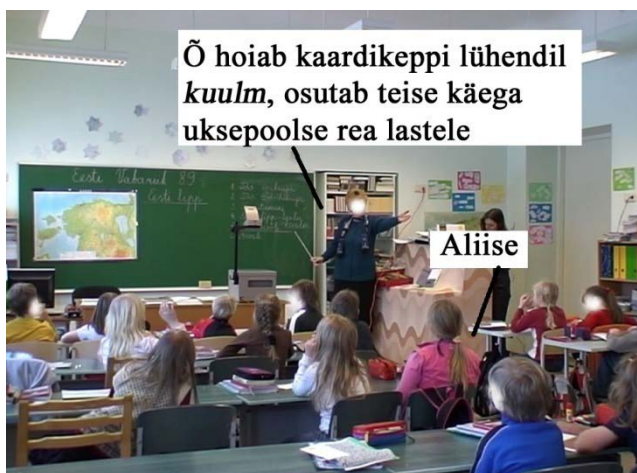 Õ hoiab kaardikeppi lühendil
kuulm, osutab teise käega
uksepoolse rea lastele
Aliise
Eesti Vabariik 89
Eesti lipp